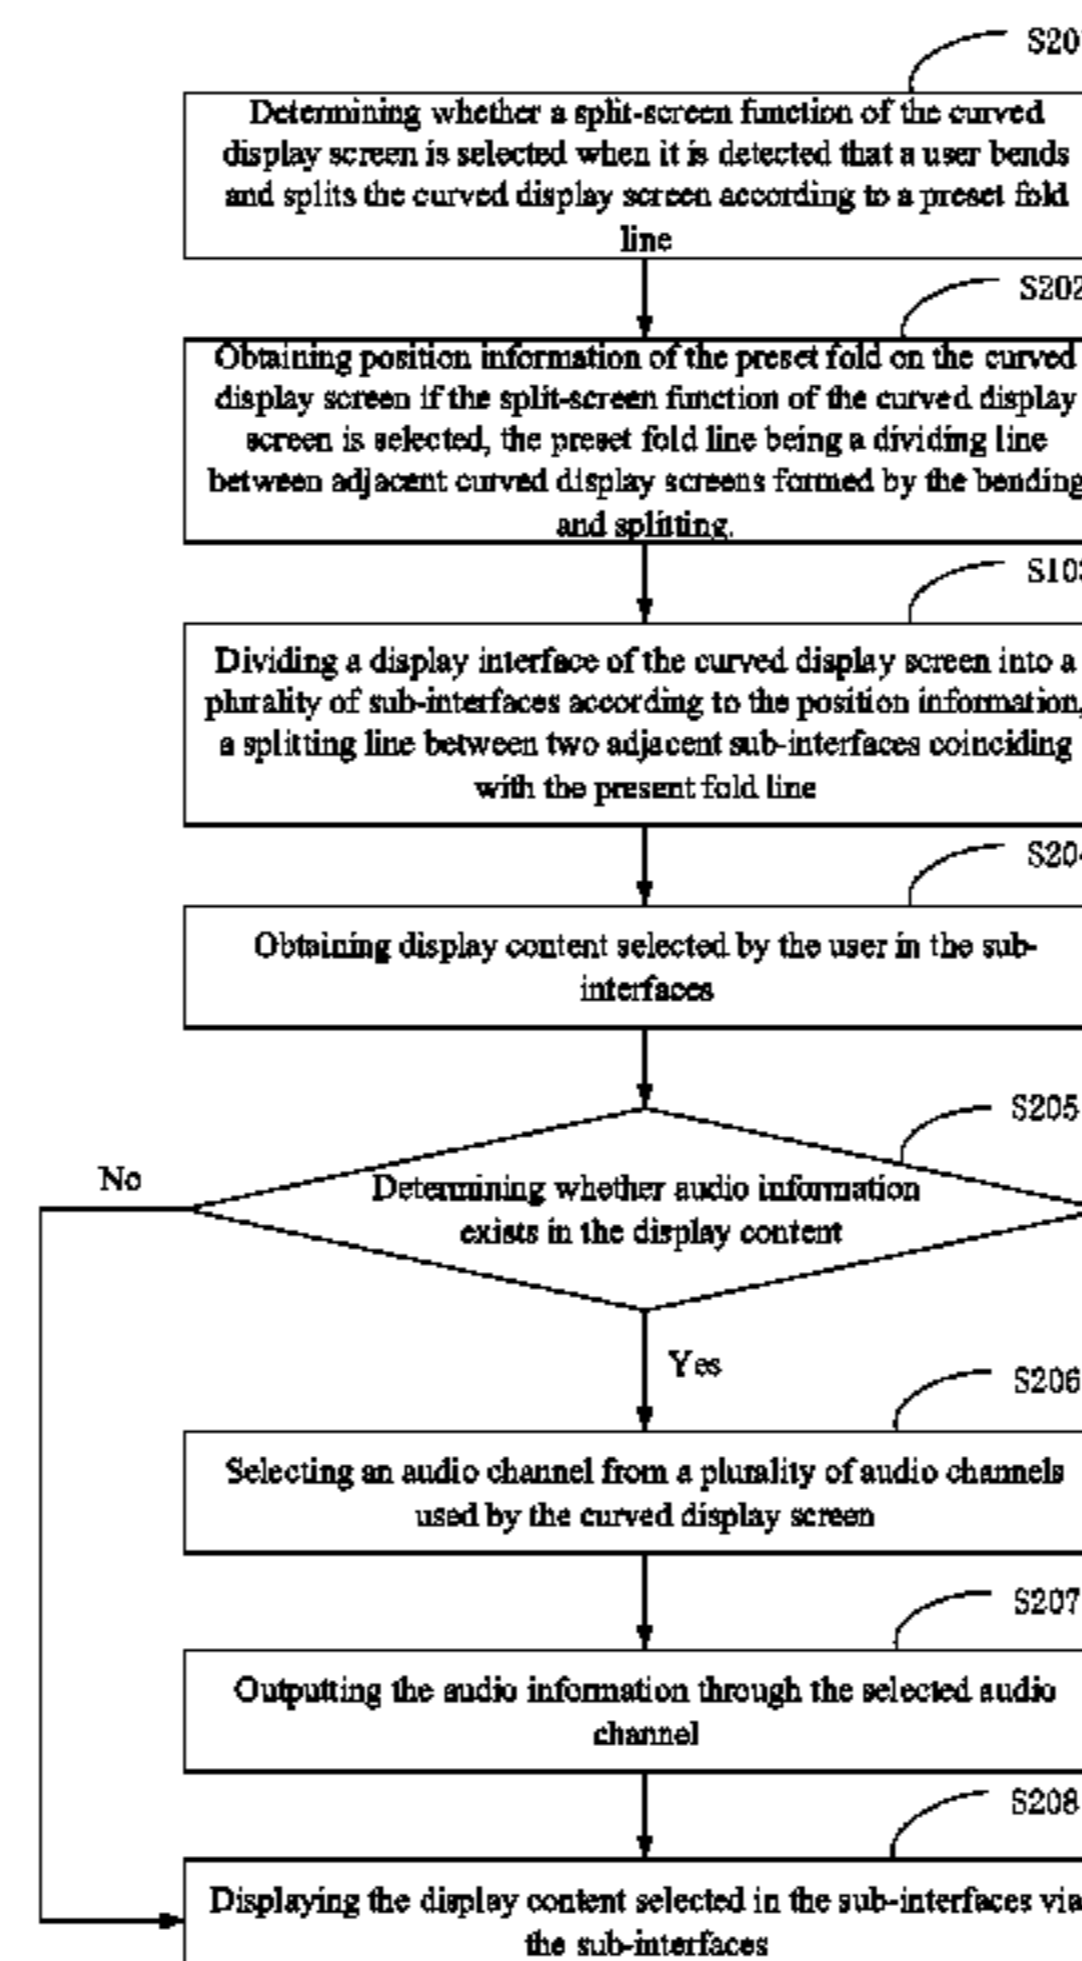 S20
Determining whether a split-screen function of the curved
display screen is selected when it is detected that a user bends
and splits the curved display screen according to a preset fold
line
S202
Obtaining position information of the preset fold on the curved
display screen if the split-screen function of the curved display
screen is selected, the preset fold line being a dividing line
between adjacent curved display screens formed by the bending
and splitting.
S103
Dividing a display interface of the curved display screen into a
plurality of sub-interfaces according to the position information,
a splitting line between two adjacent sub-interfaces coinciding
with the present fold line
S204
Obtaining display content selected by the user in the sub-
interfaces
S205
No
Determining whether audio information
exists in the display content
Yes
S206
Selecting an audio channel from a plurality of audio channels
used by the curved display screen
S207
Outputting the audio information through the selected audio
channel
S208
Displaying the display content selected in the sub-interfaces via
the sub-interfaces